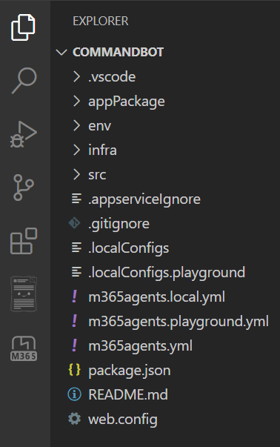 EXPLORER
COMMANDBOT
.vscode
appPackage
env
infra
src
.appserviceIgnore
.gitignore
.localConfigs
.localConfigs.playground
m365agents.local.yml
m365agents.playground.yml
m365agents.yml
package.json
README.md
web.config
M365